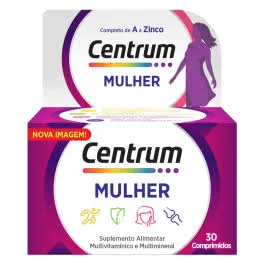 Completo de A a Zinco
Centrum
MULHER
NOVA IMAGEM!
Centrum
MULHER
Suplemento Alimentar
Multivitamínico e Multimineral
30
Comprimidos